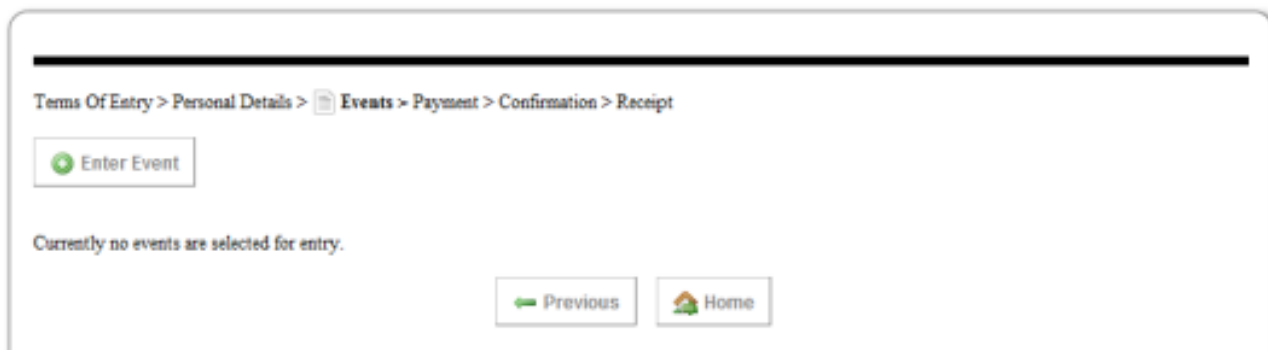 Terms Of Entry > Personal Details > Events > Payment > Confirmation > Receipt
Enter Event
Currently no events are selected for entry.
Previous Home